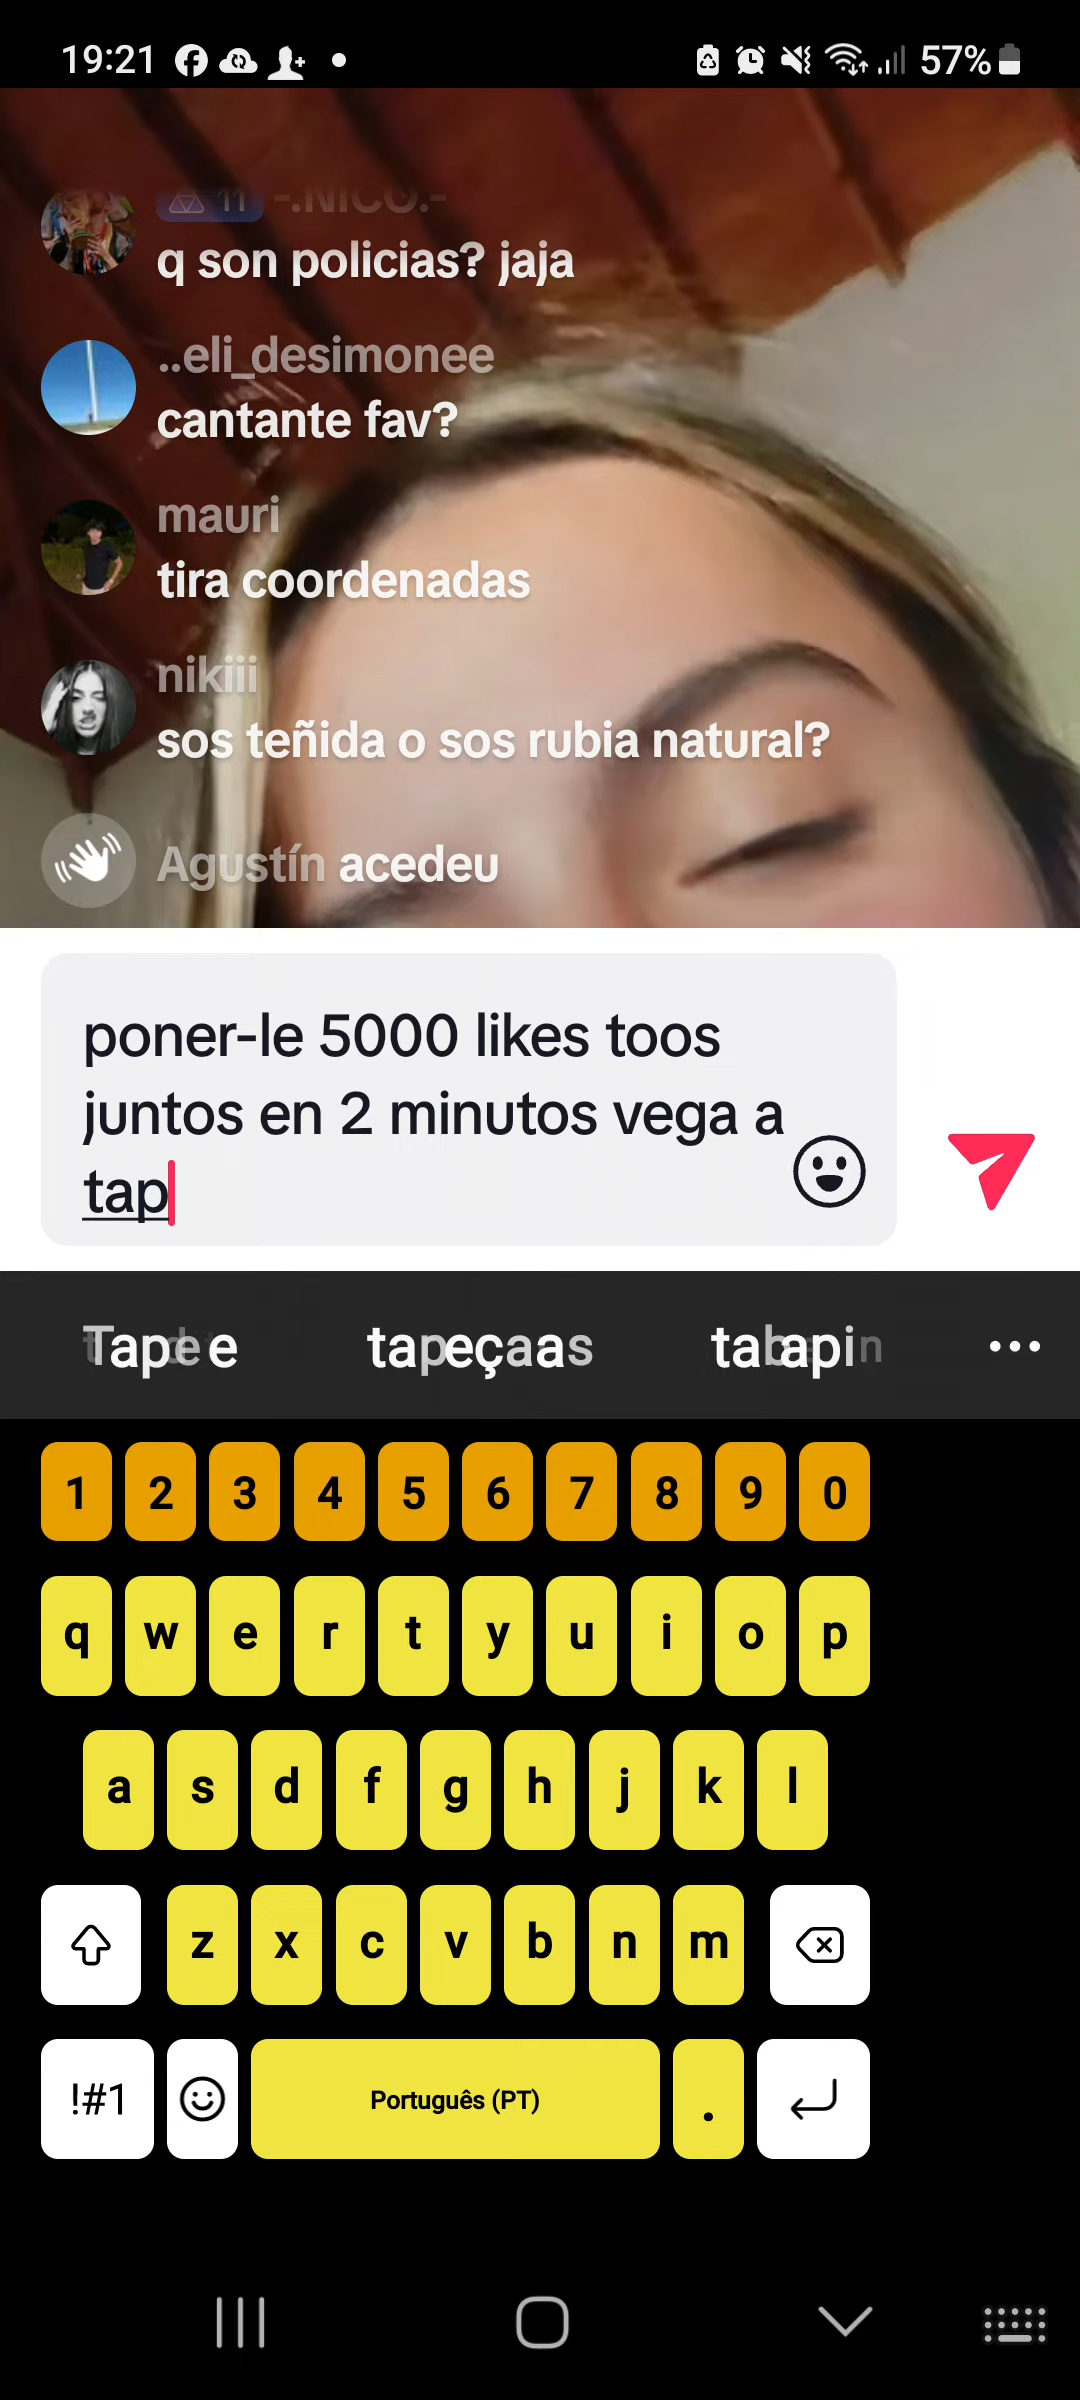 19:21
57%
11 -.NICO.-
q son policias? jaja
..eli_desimonee
cantante fav?
mauri
tira coordenadas
nikiii
sos teñida o sos rubia natural?
Agustín acedeu
poner-le 5000 likes toos
juntos en 2 minutos vega a
tap
1 2 3 4 5 6 7 8 9 0
q w e r t y u i o p
a s d f g h j k l
z x c v b n m
!#1 Português (PT) .